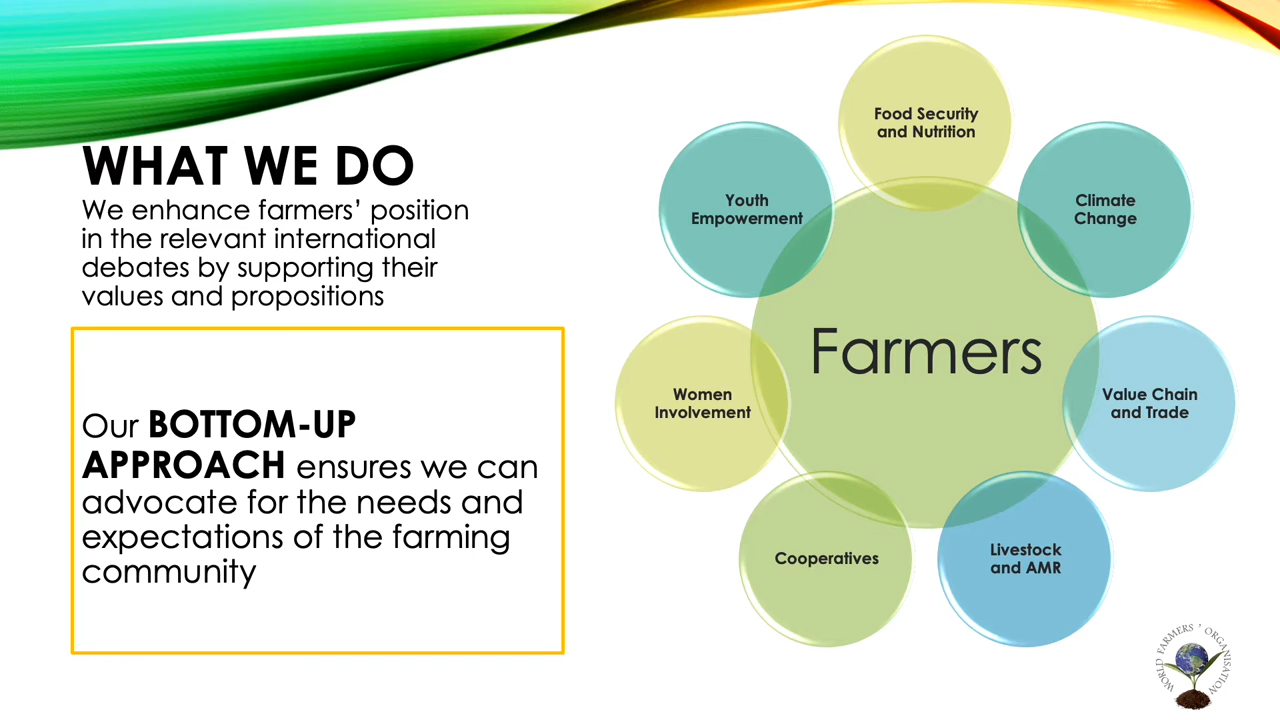 WHAT WE DO
We enhance farmers’ position
in the relevant international
debates by supporting their
values and propositions
Our BOTTOM-UP
APPROACH ensures we can
advocate for the needs and
expectations of the farming
community
Food Security
and Nutrition
Climate
Change
Value Chain
and Trade
Livestock
and AMR
Cooperatives
Women
Involvement
Youth
Empowerment
Farmers
WORLD FARMERS ’ ORGANISATION